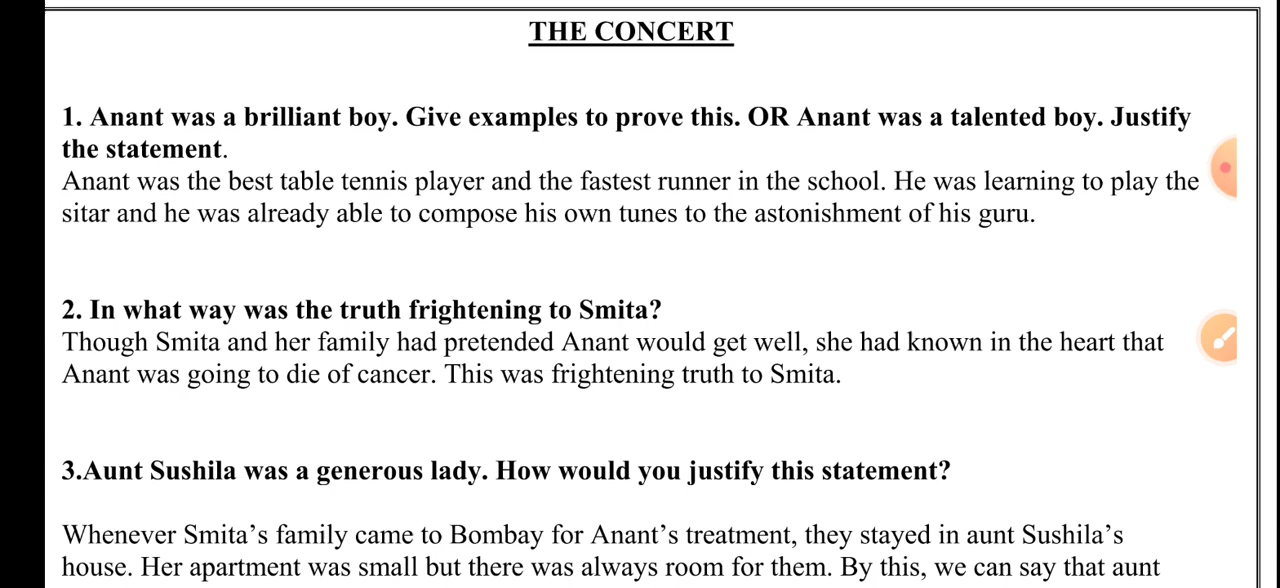 THE CONCERT
1. Anant was a brilliant boy. Give examples to prove this. OR Anant was a talented boy. Justify
the statement.
Anant was the best table tennis player and the fastest runner in the school. He was learning to play the
sitar and he was already able to compose his own tunes to the astonishment of his guru.
2. In what way was the truth frightening to Smita?
Though Smita and her family had pretended Anant would get well, she had known in the heart that
Anant was going to die of cancer. This was frightening truth to Smita.
3.Aunt Sushila was a generous lady. How would you justify this statement?
Whenever Smita’s family came to Bombay for Anant’s treatment, they stayed in aunt Sushila’s
house. Her apartment was small but there was always room for them. By this, we can say that aunt